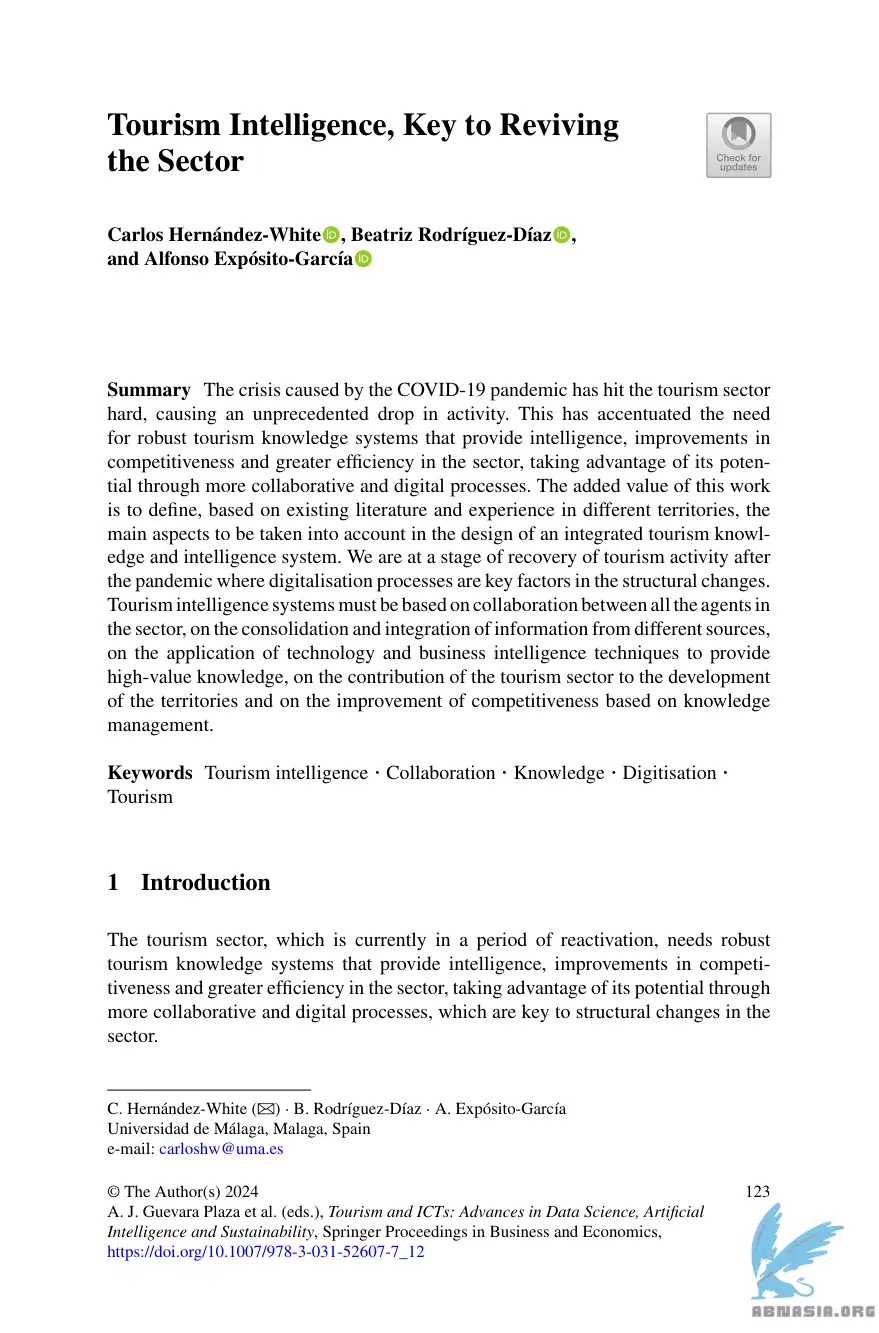 Tourism Intelligence, Key to Reviving
the Sector
Check for
updates
Carlos Hernández-White iD, Beatriz Rodríguez-Díaz iD,
and Alfonso Expósito-García iD
Summary The crisis caused by the COVID-19 pandemic has hit the tourism sector
hard, causing an unprecedented drop in activity. This has accentuated the need
for robust tourism knowledge systems that provide intelligence, improvements in
competitiveness and greater efficiency in the sector, taking advantage of its poten-
tial through more collaborative and digital processes. The added value of this work
is to define, based on existing literature and experience in different territories, the
main aspects to be taken into account in the design of an integrated tourism knowl-
edge and intelligence system. We are at a stage of recovery of tourism activity after
the pandemic where digitalisation processes are key factors in the structural changes.
Tourism intelligence systems must be based on collaboration between all the agents in
the sector, on the consolidation and integration of information from different sources,
on the application of technology and business intelligence techniques to provide
high-value knowledge, on the contribution of the tourism sector to the development
of the territories and on the improvement of competitiveness based on knowledge
management.
Keywords Tourism intelligence · Collaboration · Knowledge · Digitisation ·
Tourism
1 Introduction
The tourism sector, which is currently in a period of reactivation, needs robust
tourism knowledge systems that provide intelligence, improvements in competi-
tiveness and greater efficiency in the sector, taking advantage of its potential through
more collaborative and digital processes, which are key to structural changes in the
sector.
C. Hernández-White (✉) · B. Rodríguez-Díaz · A. Expósito-García
Universidad de Málaga, Malaga, Spain
e-mail: carloshw@uma.es
© The Author(s) 2024 123
A. J. Guevara Plaza et al. (eds.), Tourism and ICTs: Advances in Data Science, Artificial
Intelligence and Sustainability, Springer Proceedings in Business and Economics,
https://doi.org/10.1007/978-3-031-52607-7_12
ABNASIA.ORG